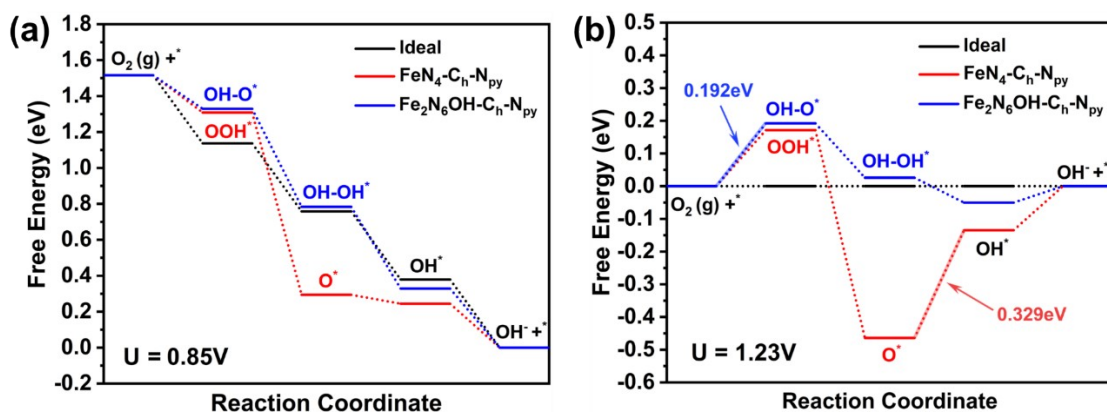 (a)
Ideal
FeN4-Ch-Npy
Fe2N6OH-Ch-Npy
O2 (g) +*
OH-O*
OOH*
OH-OH*
O*
OH*
OH- +*
U = 0.85V
1.8
1.6
1.4
1.2
1.0
0.8
0.6
0.4
0.2
0.0
-0.2
Free Energy (eV)
Reaction Coordinate
(b)
Ideal
FeN4-Ch-Npy
Fe2N6OH-Ch-Npy
0.192eV
OH-O*
OOH*
OH-OH*
OH- +*
O2 (g) +*
OH*
0.329eV
O*
U = 1.23V
0.5
0.4
0.3
0.2
0.1
0.0
-0.1
-0.2
-0.3
-0.4
-0.5
-0.6
Free Energy (eV)
Reaction Coordinate